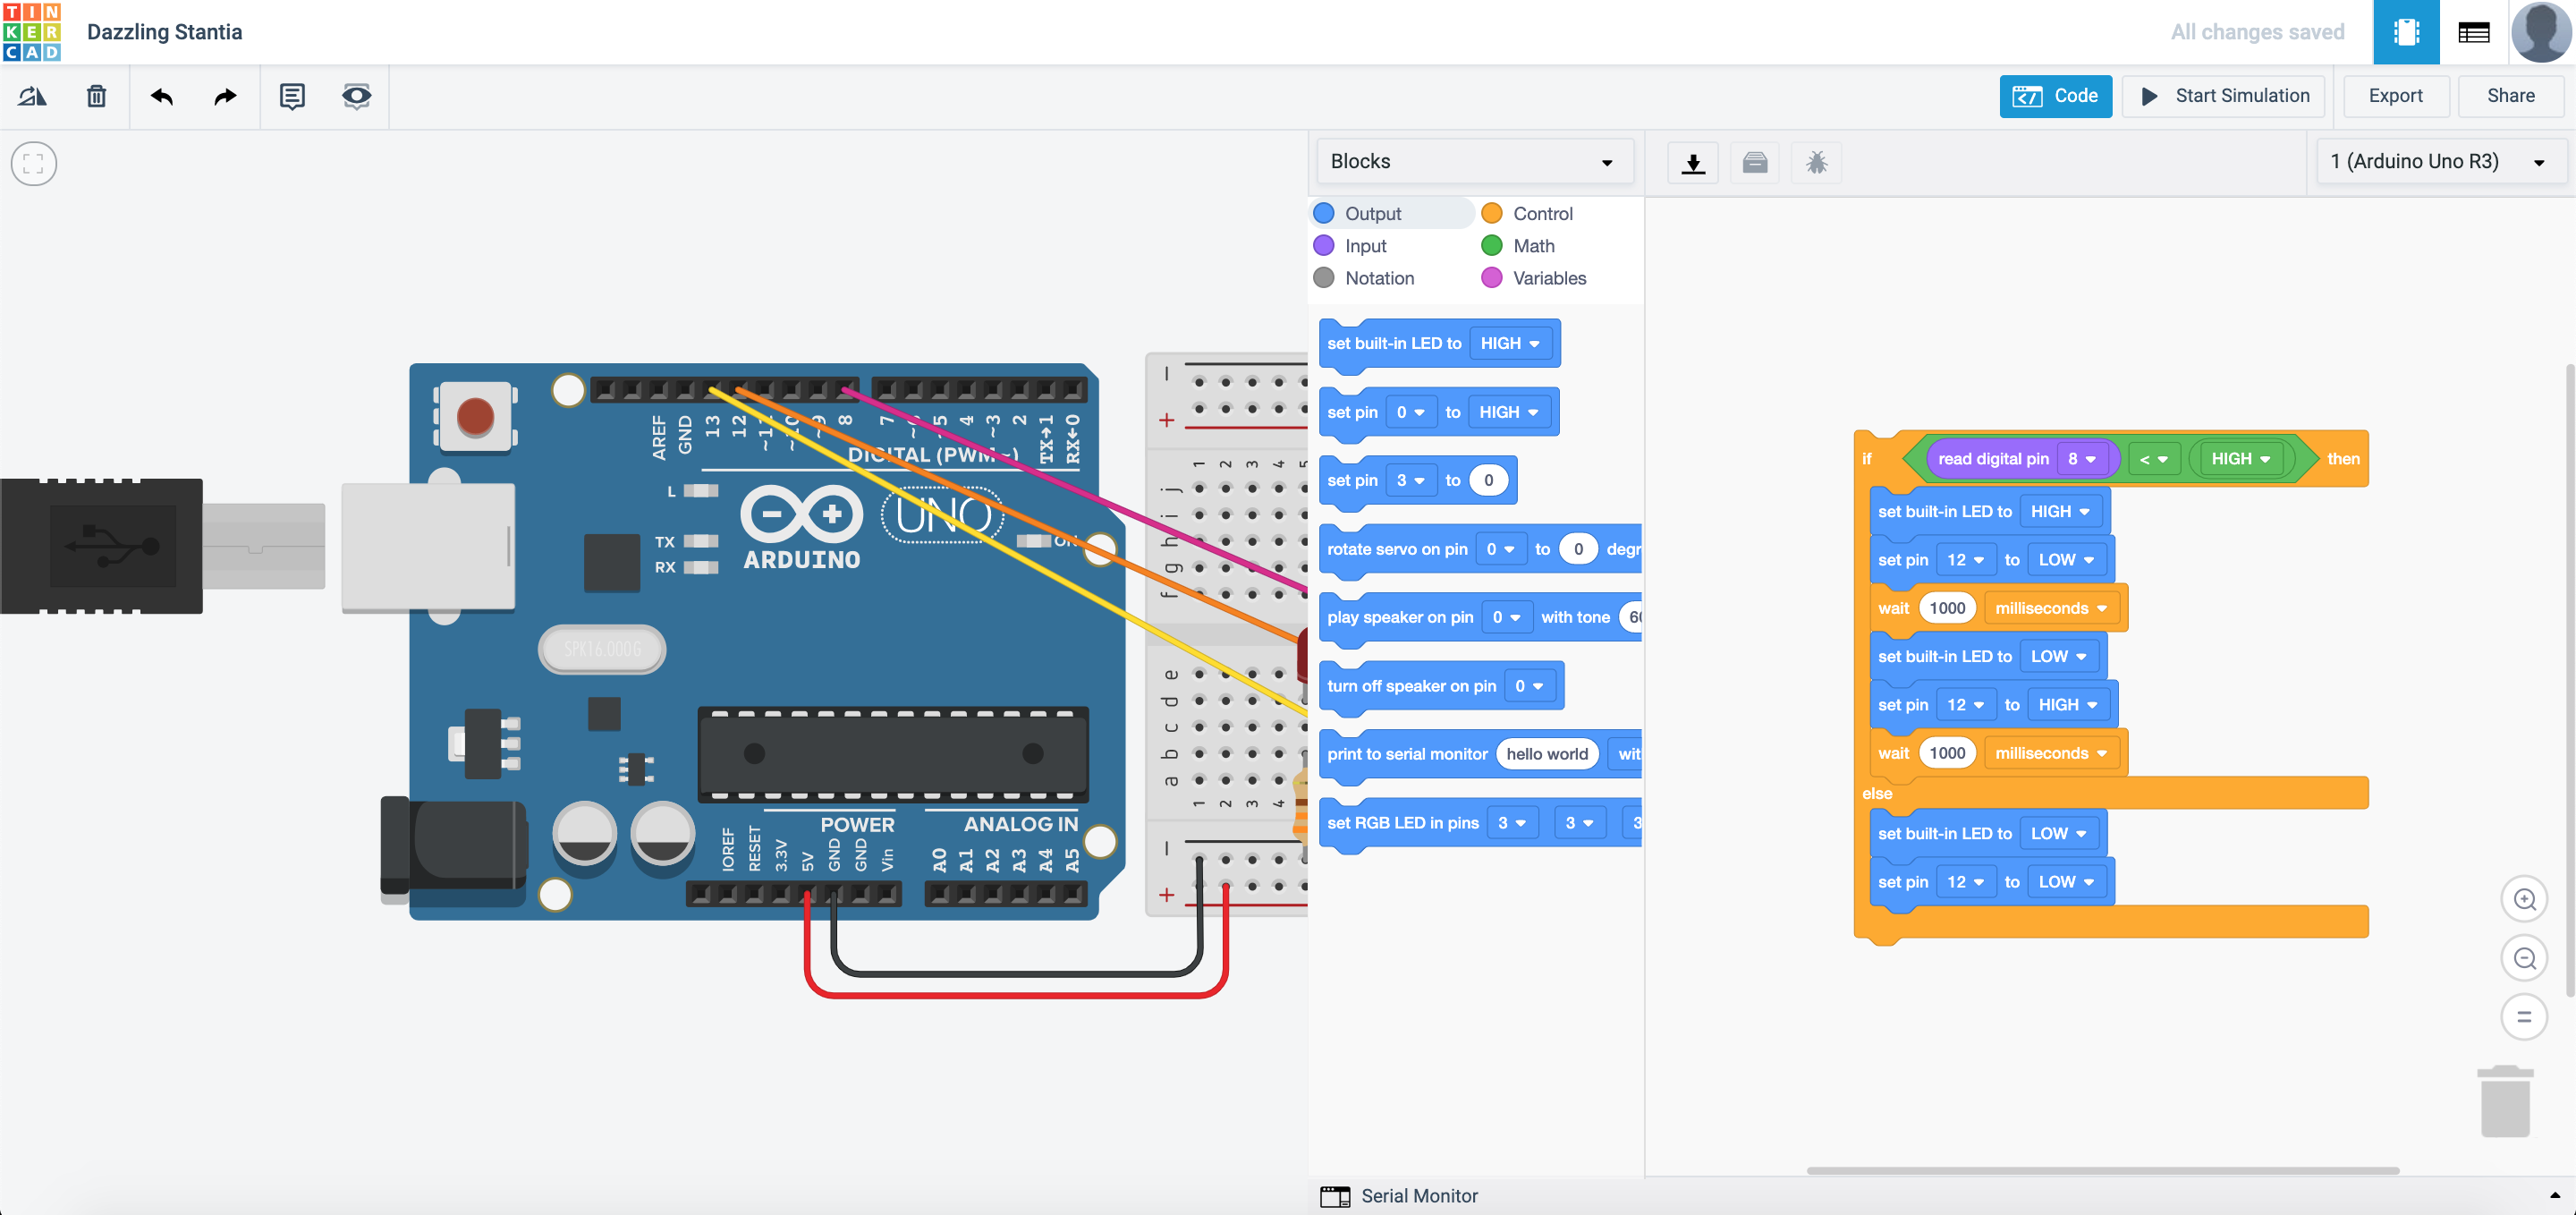 TINKERCAD
Dazzling Stantia
All changes saved
Code
Start Simulation
Export
Share
Blocks
1 (Arduino Uno R3)
Output
Control
Input
Math
Notation
Variables
set built-in LED to HIGH
set pin 0 to HIGH
set pin 3 to 0
rotate servo on pin 0 to 0 degr
play speaker on pin 0 with tone 60
turn off speaker on pin 0
print to serial monitor hello world wit
set RGB LED in pins 3 3 3
if read digital pin 8 < HIGH then
set built-in LED to HIGH
set pin 12 to LOW
wait 1000 milliseconds
set built-in LED to LOW
set pin 12 to HIGH
wait 1000 milliseconds
else
set built-in LED to LOW
set pin 12 to LOW
AREF GND 13 12 ~11 ~10 ~9 8 7 ~6 ~5 4 ~3 2 TX→1 RX←0
DIGITAL (PWM ~)
L
TX
RX
UNO
ON
ARDUINO
SPK16.000G
POWER
ANALOG IN
IOREF RESET 3.3V 5V GND GND Vin A0 A1 A2 A3 A4 A5
− +
1 2 3 4 5
j i h g f
e d c b a
1 2 3 4
− +
Serial Monitor